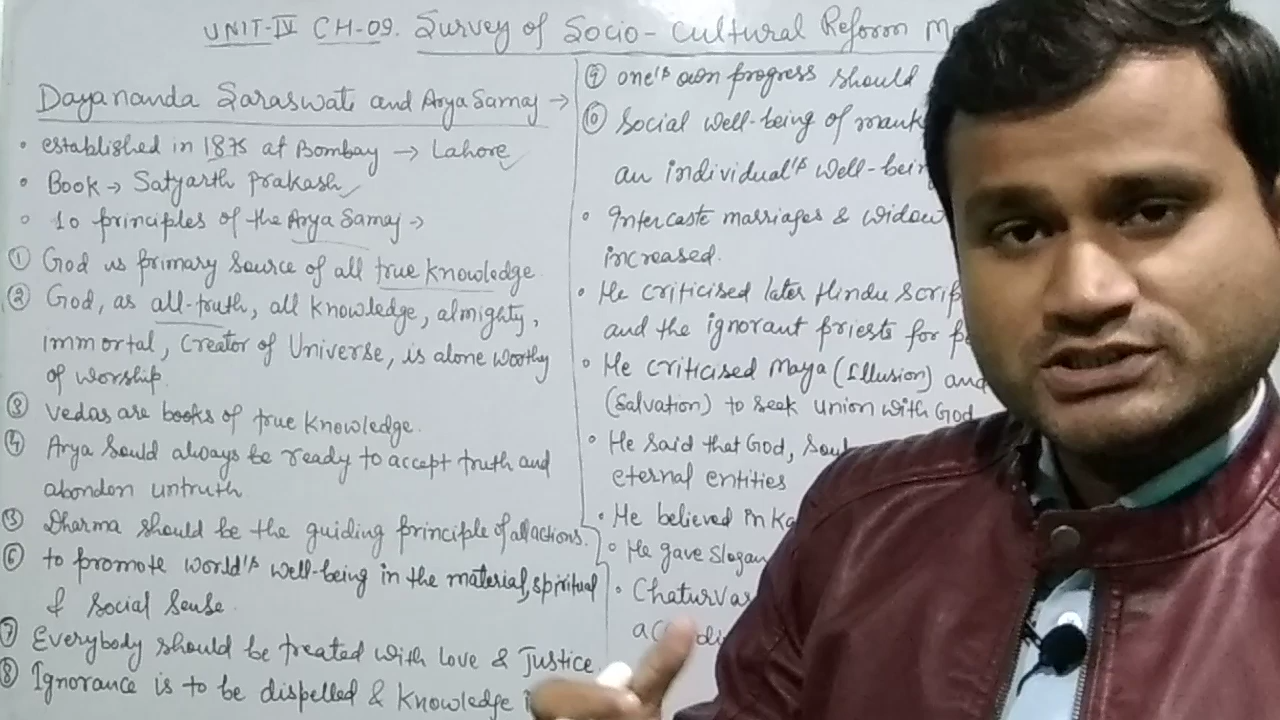 UNIT-IV CH-09. Survey of Socio-Cultural Reform M
Dayananda Saraswati and Arya Samaj →
• established in 1875 at Bombay → Lahore
• Book → Satyarth Prakash
• 10 principles of the Arya Samaj →
① God is primary source of all true knowledge
② God, as all-truth, all knowledge, almighty,
immortal, Creator of Universe, is alone woothy
of worship.
③ Vedas are books of true knowledge.
④ Arya sould always be ready to accept truth and
abondon untruth
⑤ Dharma should be the guiding principle of all actions.
⑥ to promote world's well-being in the material, spiritual
& social sense.
⑦ Everybody should be treated with love & Justice
⑧ Ignorance is to be dispelled & knowledge
⑨ one's own progress should
⑩ Social well-being of mank
an individual's well-bein
• Intercaste marriages & widow
increased.
• He criticised later Hindu scrip
and the ignorant priests for
• He criticised Maya (Illusion) and
(Salvation) to seek union with God
• He said that God, soul
eternal entities
• He believed in Ka
• He gave slogan
• Chaturvar